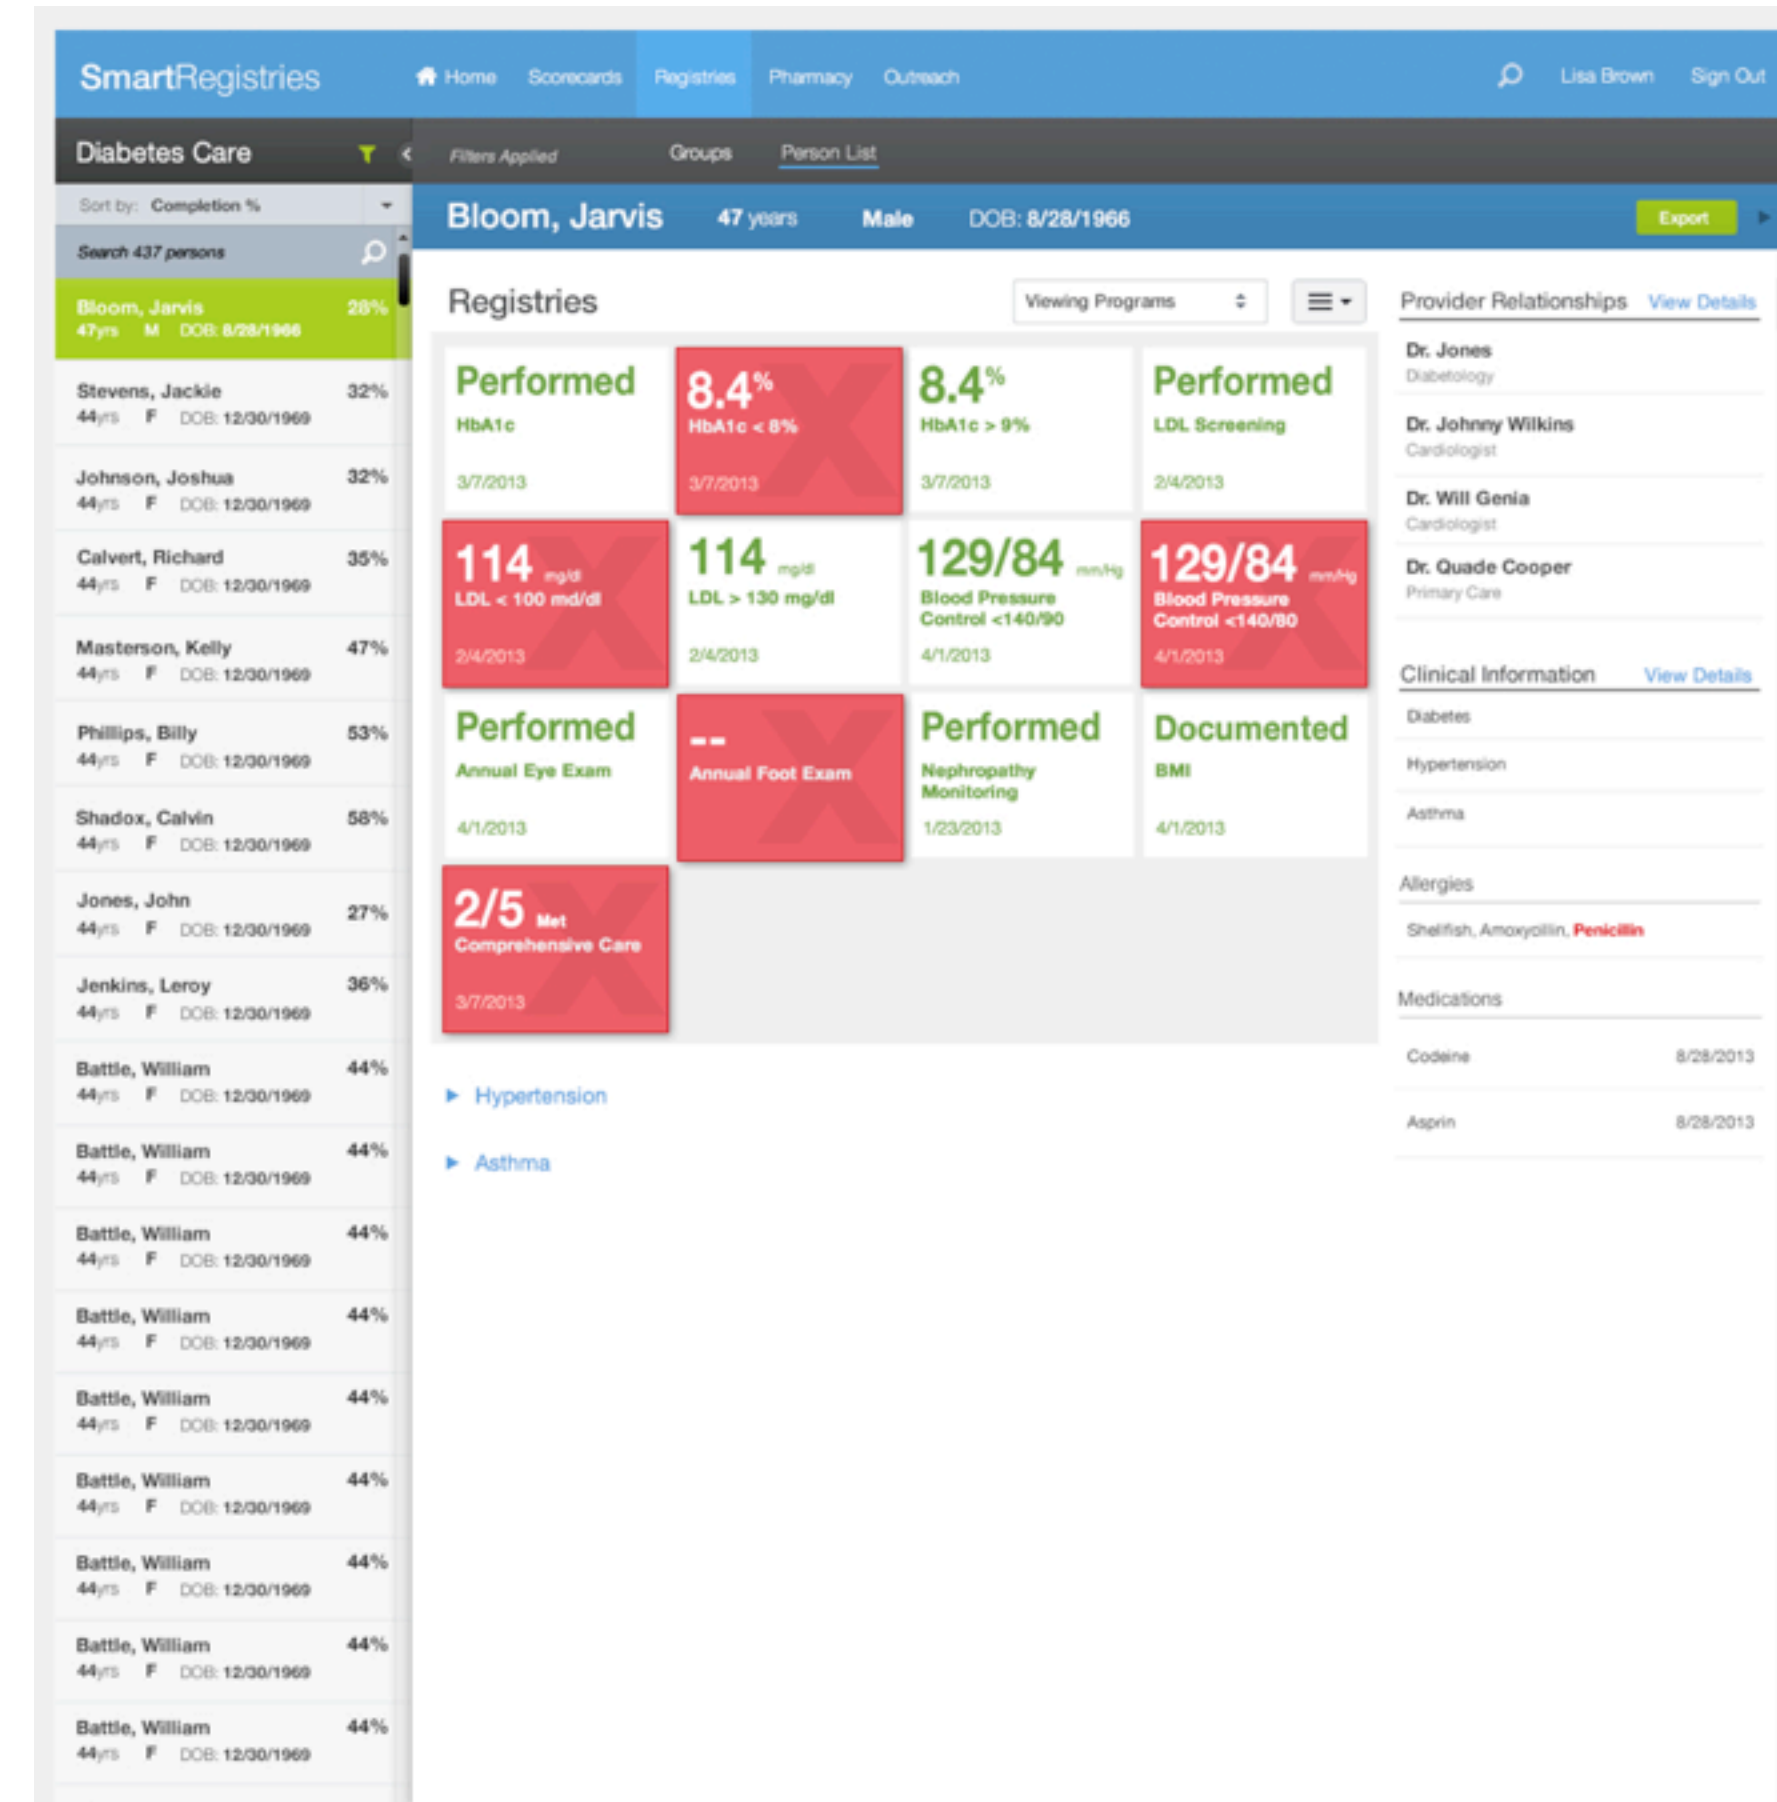 SmartRegistries
Home Scorecards Registries Pharmacy Outreach
Lisa Brown Sign Out
Diabetes Care
Filters Applied Groups Person List
Sort by: Completion %
Search 437 persons
Bloom, Jarvis 28%
47yrs M DOB: 8/28/1966
Stevens, Jackie 32%
44yrs F DOB: 12/30/1969
Johnson, Joshua 32%
44yrs F DOB: 12/30/1969
Calvert, Richard 35%
44yrs F DOB: 12/30/1969
Masterson, Kelly 47%
44yrs F DOB: 12/30/1969
Phillips, Billy 53%
44yrs F DOB: 12/30/1969
Shadox, Calvin 58%
44yrs F DOB: 12/30/1969
Jones, John 27%
44yrs F DOB: 12/30/1969
Jenkins, Leroy 36%
44yrs F DOB: 12/30/1969
Battle, William 44%
44yrs F DOB: 12/30/1969
Battle, William 44%
44yrs F DOB: 12/30/1969
Battle, William 44%
44yrs F DOB: 12/30/1969
Battle, William 44%
44yrs F DOB: 12/30/1969
Battle, William 44%
44yrs F DOB: 12/30/1969
Battle, William 44%
44yrs F DOB: 12/30/1969
Battle, William 44%
44yrs F DOB: 12/30/1969
Battle, William 44%
44yrs F DOB: 12/30/1969
Battle, William 44%
44yrs F DOB: 12/30/1969
Bloom, Jarvis 47 years Male DOB: 8/28/1966
Export
Registries
Viewing Programs
Performed
HbA1c
3/7/2013
8.4%
HbA1c < 8%
3/7/2013
8.4%
HbA1c > 9%
3/7/2013
Performed
LDL Screening
2/4/2013
114 mg/dl
LDL < 100 md/dl
2/4/2013
114 mg/dl
LDL > 130 mg/dl
2/4/2013
129/84 mm/Hg
Blood Pressure
Control <140/90
4/1/2013
129/84 mm/Hg
Blood Pressure
Control <140/80
4/1/2013
Performed
Annual Eye Exam
4/1/2013
--
Annual Foot Exam
Performed
Nephropathy
Monitoring
1/23/2013
Documented
BMI
4/1/2013
2/5 Met
Comprehensive Care
3/7/2013
Hypertension
Asthma
Provider Relationships View Details
Dr. Jones
Diabetology
Dr. Johnny Wilkins
Cardiologist
Dr. Will Genia
Cardiologist
Dr. Quade Cooper
Primary Care
Clinical Information View Details
Diabetes
Hypertension
Asthma
Allergies
Shellfish, Amoxycillin, Penicillin
Medications
Codeine 8/28/2013
Asprin 8/28/2013